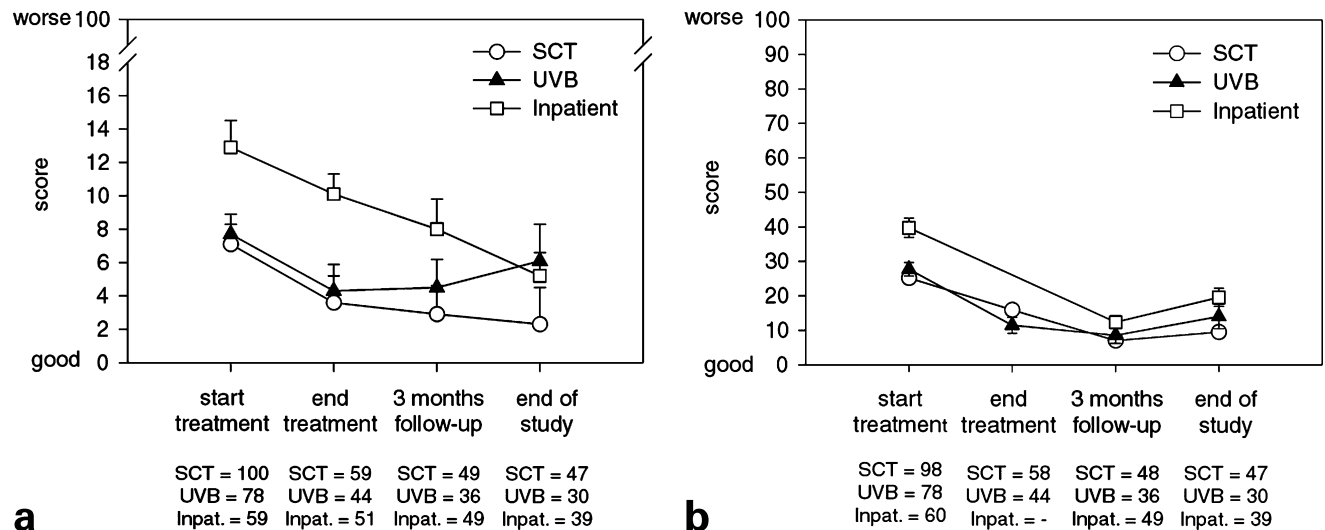 worse 100
18
16
14
12
10
8
6
4
2
good 0
score
SCT
UVB
Inpatient
start treatment
end treatment
3 months follow-up
end of study
SCT = 100
UVB = 78
Inpat. = 59
SCT = 59
UVB = 44
Inpat. = 51
SCT = 49
UVB = 36
Inpat. = 49
SCT = 47
UVB = 30
Inpat. = 39
a
worse 100
90
80
70
60
50
40
30
20
10
good 0
score
SCT
UVB
Inpatient
start treatment
end treatment
3 months follow-up
end of study
SCT = 98
UVB = 78
Inpat. = 60
SCT = 58
UVB = 44
Inpat. = -
SCT = 48
UVB = 36
Inpat. = 49
SCT = 47
UVB = 30
Inpat. = 39
b